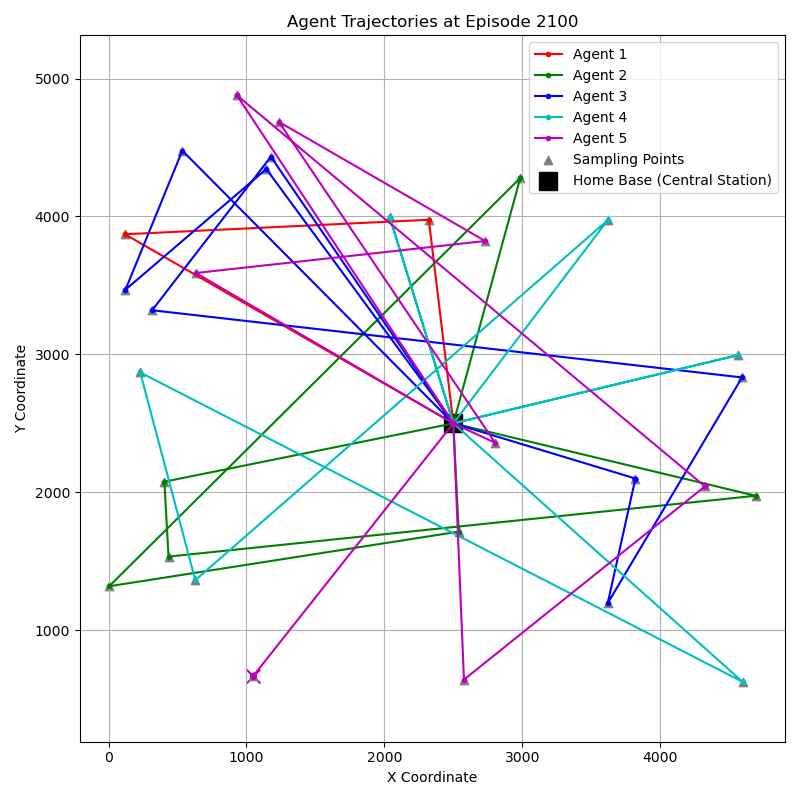 Agent Trajectories at Episode 2100
Agent 1
Agent 2
Agent 3
Agent 4
Agent 5
Sampling Points
Home Base (Central Station)
5000
4000
3000
2000
1000
Y Coordinate
0
1000
2000
3000
4000
X Coordinate